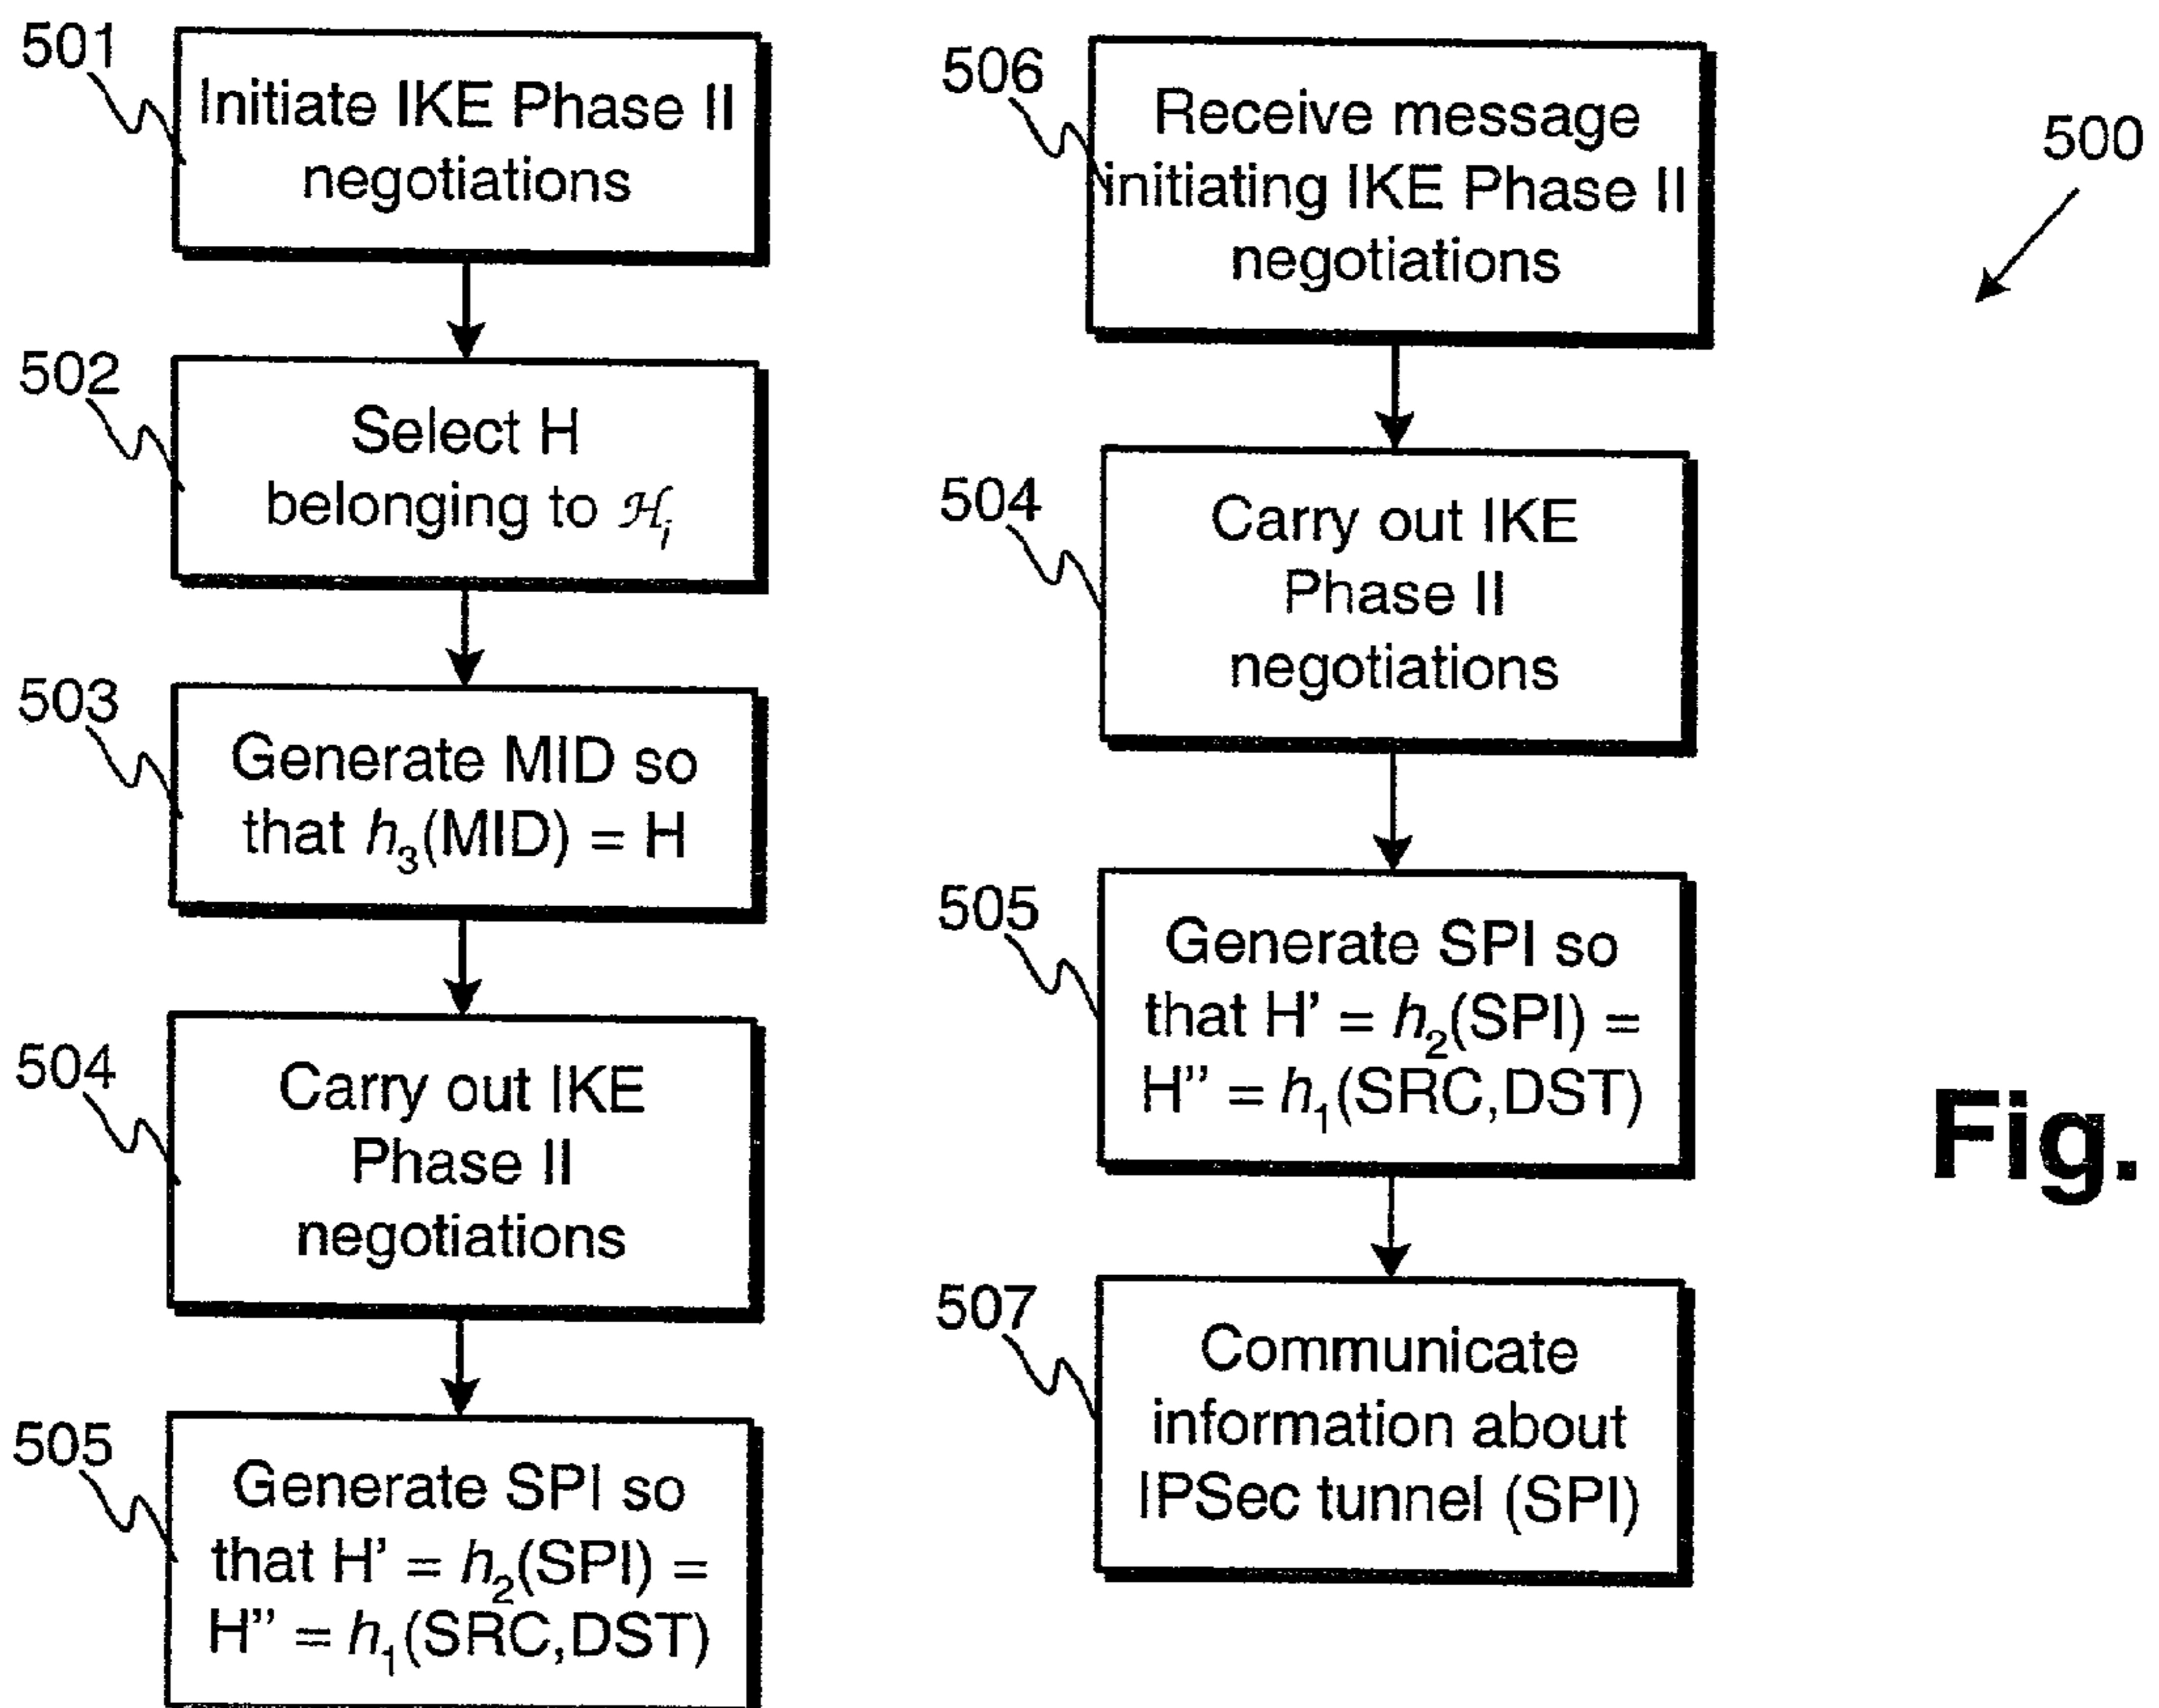 501
Initiate IKE Phase II
negotiations
502
Select H
belonging to ℋi
503
Generate MID so
that h3(MID) = H
504
Carry out IKE
Phase II
negotiations
505
Generate SPI so
that H' = h2(SPI) =
H” = h1(SRC,DST)
506
Receive message
initiating IKE Phase II
negotiations
504
Carry out IKE
Phase II
negotiations
505
Generate SPI so
that H' = h2(SPI) =
H” = h1(SRC,DST)
507
Communicate
information about
IPSec tunnel (SPI)
500
Fig.